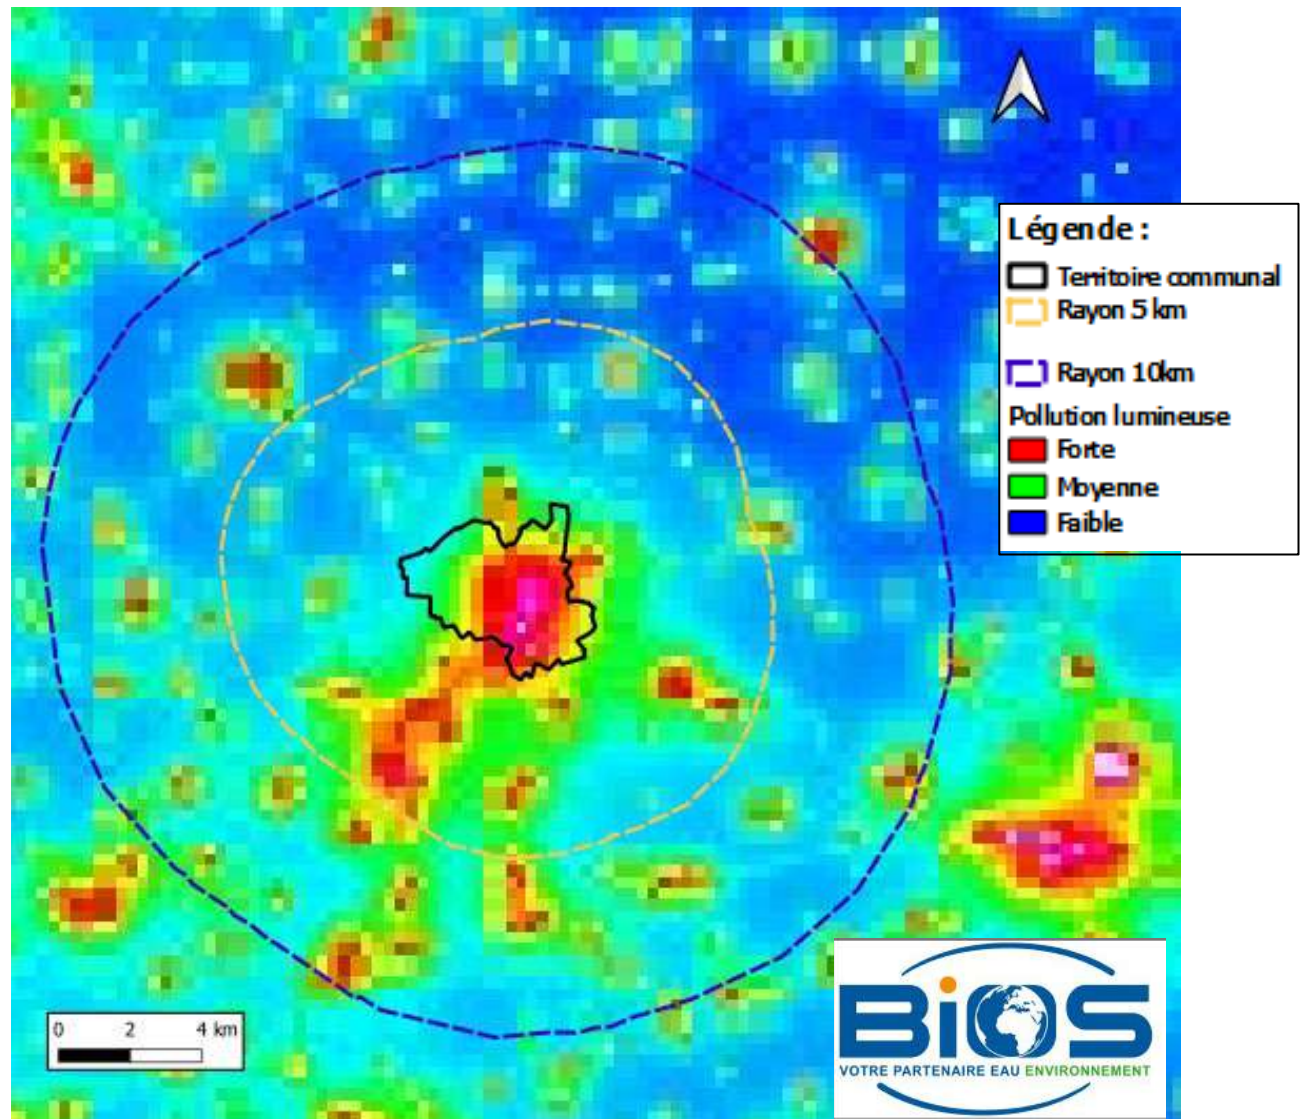 Légende :
Territoire communal
Rayon 5 km
Rayon 10km
Pollution lumineuse
Forte
Moyenne
Faible
0 2 4 km
BiOS
VOTRE PARTENAIRE EAU ENVIRONNEMENT